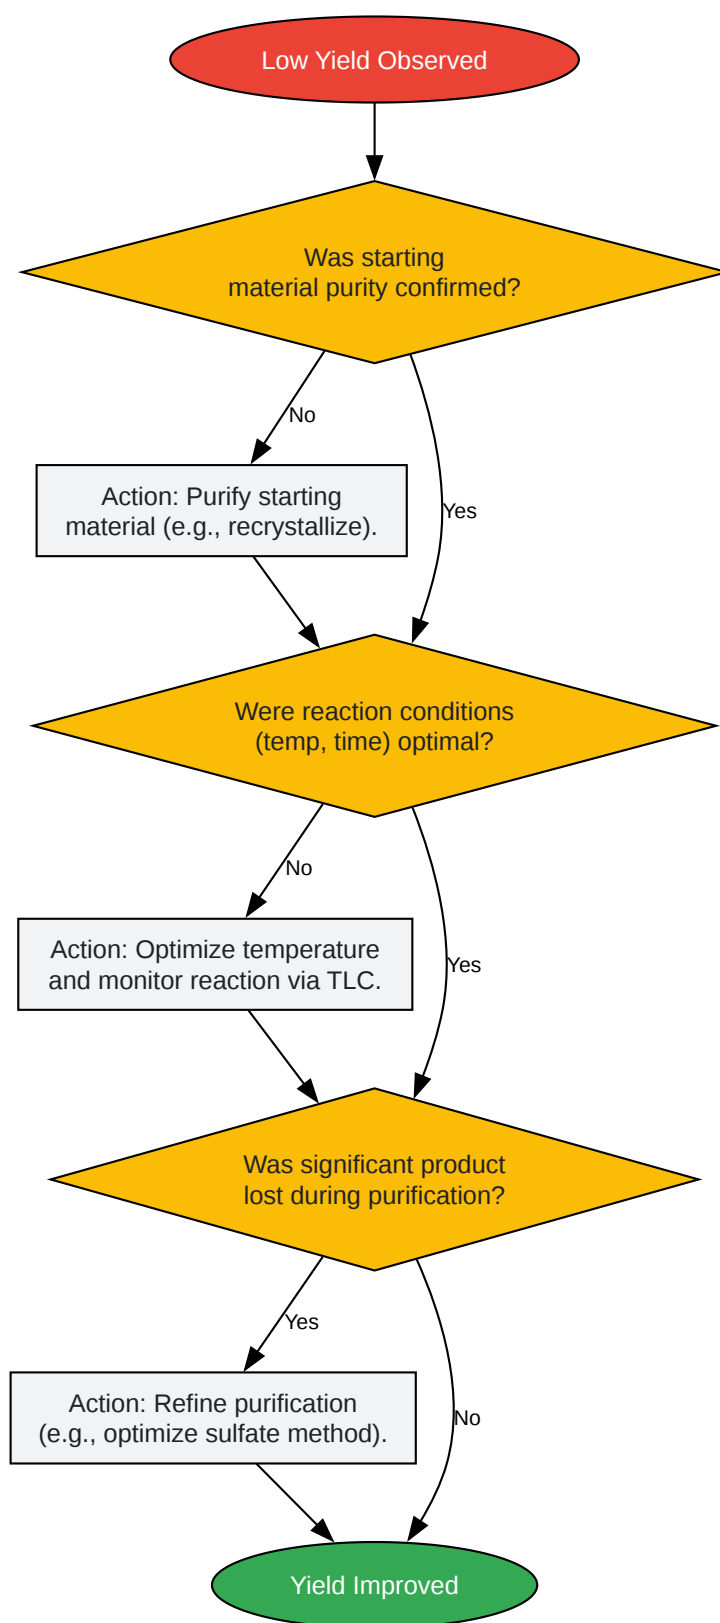 Low Yield Observed
Was starting
material purity confirmed?
No
Yes
Action: Purify starting
material (e.g., recrystallize).
Were reaction conditions
(temp, time) optimal?
No
Yes
Action: Optimize temperature
and monitor reaction via TLC.
Was significant product
lost during purification?
Yes
No
Action: Refine purification
(e.g., optimize sulfate method).
Yield Improved